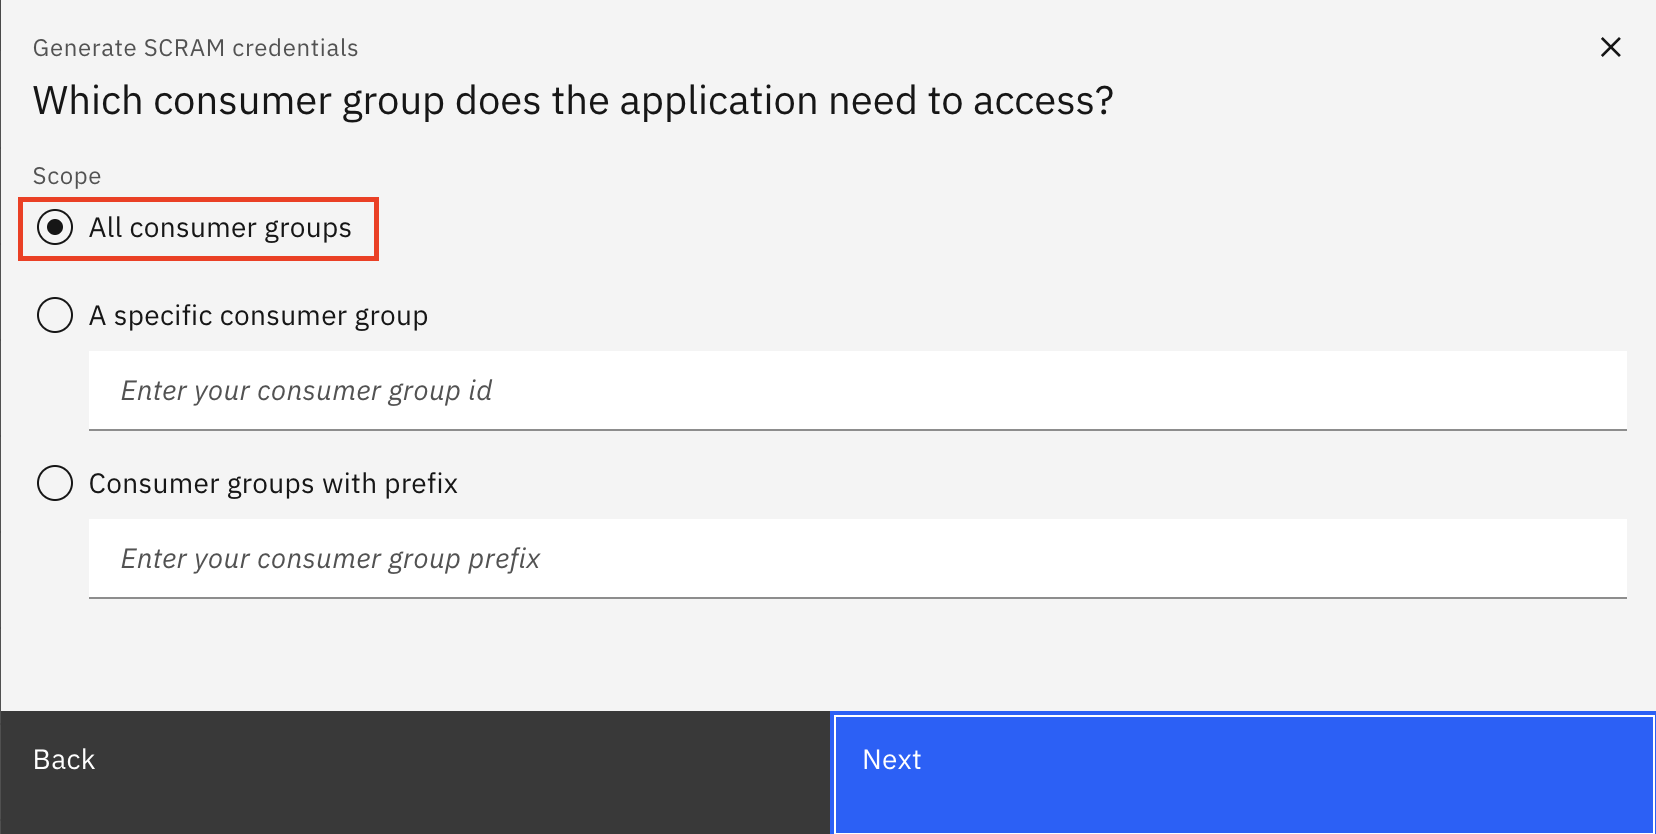 Generate SCRAM credentials
Which consumer group does the application need to access?
Scope
All consumer groups
A specific consumer group
Enter your consumer group id
Consumer groups with prefix
Enter your consumer group prefix
Back
Next